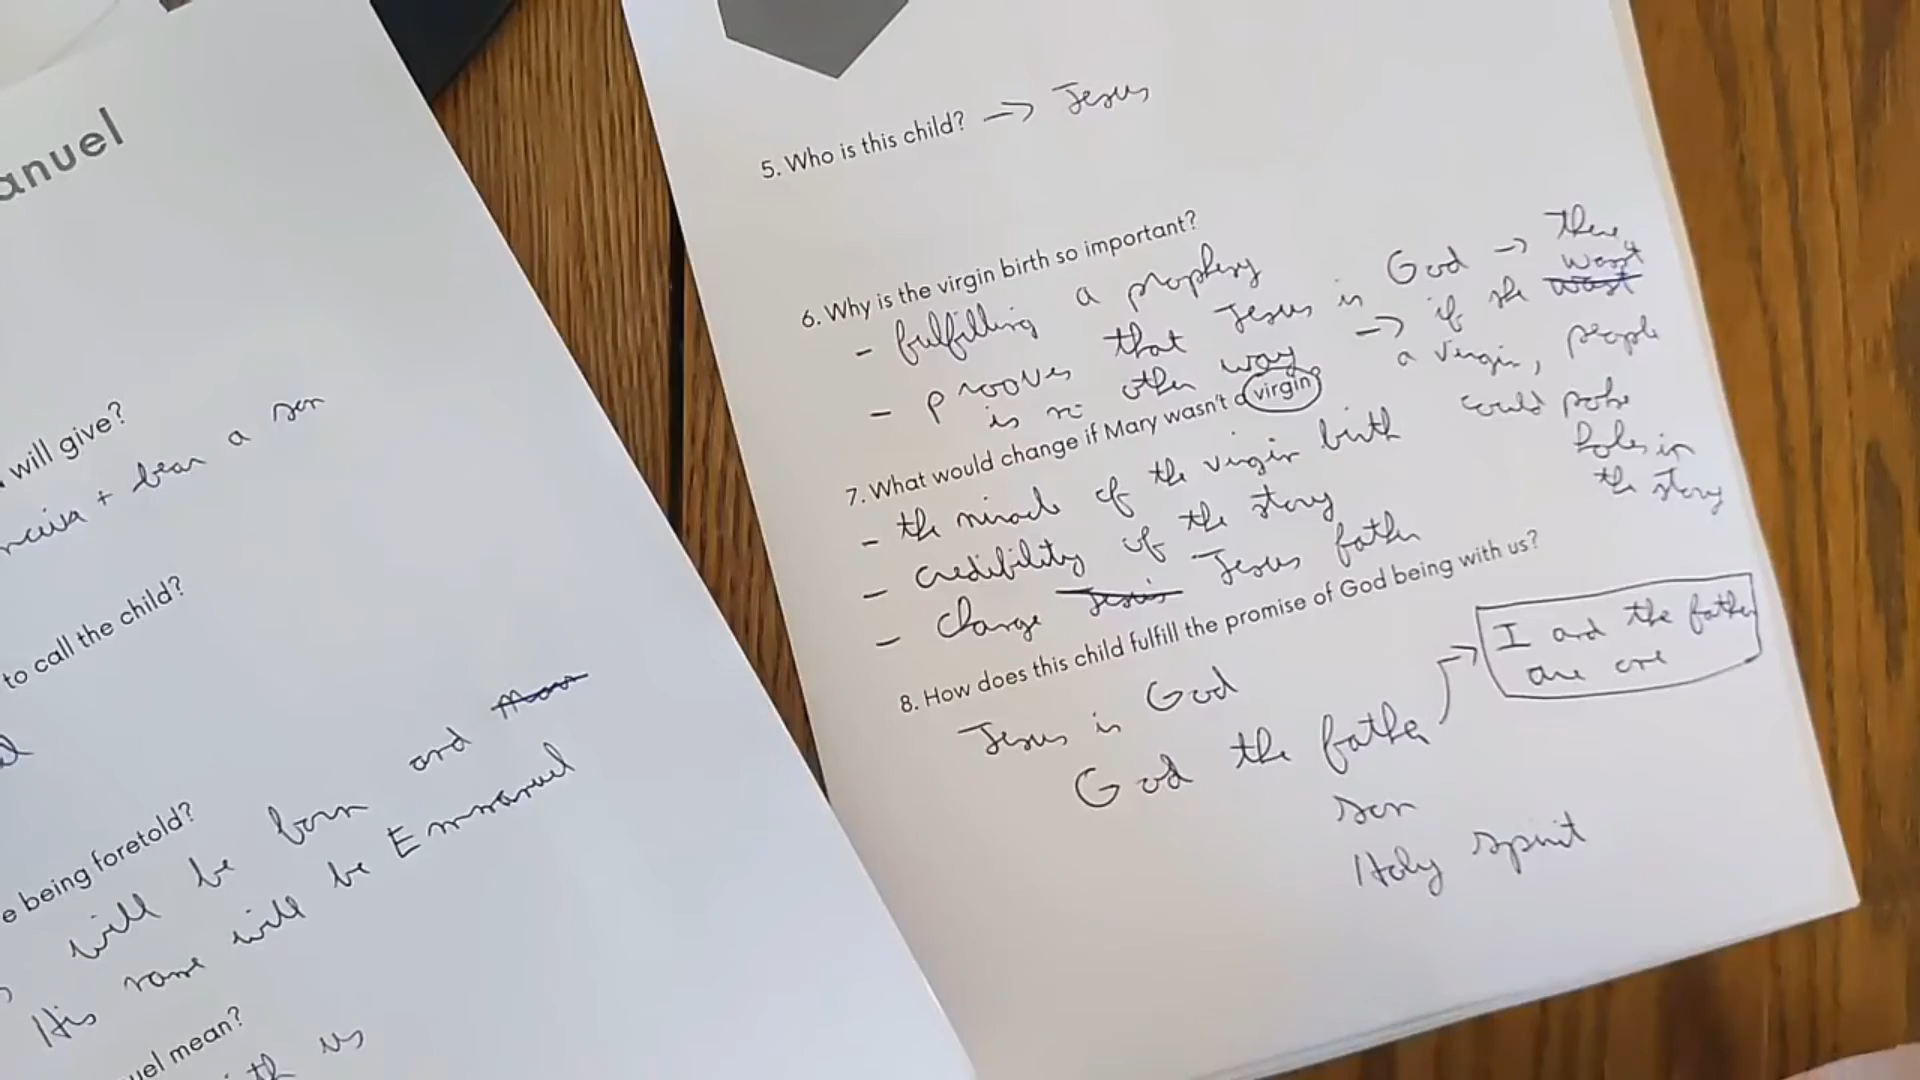 anuel
will give?
+ bear a son
to call the child?
e being foretold?
will be born and
His name will be Emmanuel
uel mean?
ith us
5. Who is this child? → Jesus
6. Why is the virgin birth so important?
- fulfilling a prophesy
- prooves that Jesus is God → there
is no other way.
→ if she wasn't
a virgin, people
could poke
holes in
the story
7. What would change if Mary wasn't a virgin
- the miracle of the virgin birth
- credibility of the story
- change Jesus Jesus father
8. How does this child fulfill the promise of God being with us?
Jesus is God
God the father
son
Holy spirit
I and the father
are one